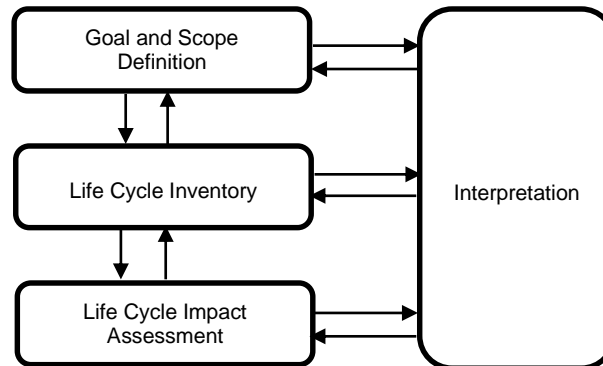 Goal and Scope
Definition
Life Cycle Inventory
Interpretation
Life Cycle Impact
Assessment